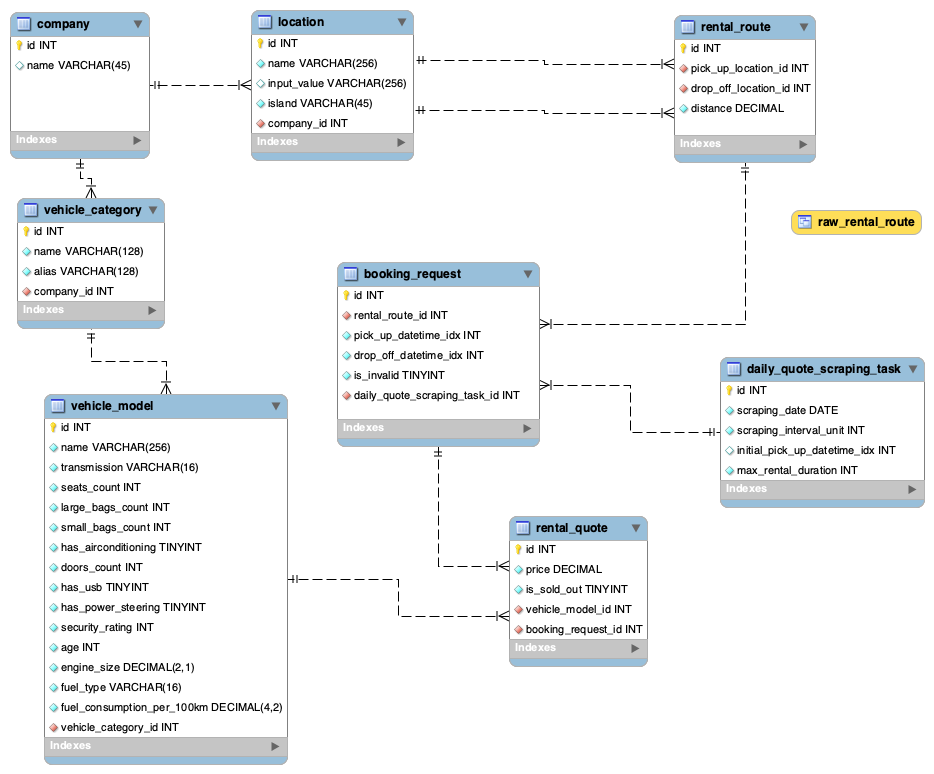 company
id INT
name VARCHAR(45)
Indexes
location
id INT
name VARCHAR(256)
input_value VARCHAR(256)
island VARCHAR(45)
company_id INT
Indexes
rental_route
id INT
pick_up_location_id INT
drop_off_location_id INT
distance DECIMAL
Indexes
vehicle_category
id INT
name VARCHAR(128)
alias VARCHAR(128)
company_id INT
Indexes
raw_rental_route
booking_request
id INT
rental_route_id INT
pick_up_datetime_idx INT
drop_off_datetime_idx INT
is_invalid TINYINT
daily_quote_scraping_task_id INT
Indexes
daily_quote_scraping_task
id INT
scraping_date DATE
scraping_interval_unit INT
initial_pick_up_datetime_idx INT
max_rental_duration INT
Indexes
vehicle_model
id INT
name VARCHAR(256)
transmission VARCHAR(16)
seats_count INT
large_bags_count INT
small_bags_count INT
has_airconditioning TINYINT
doors_count INT
has_usb TINYINT
has_power_steering TINYINT
security_rating INT
age INT
engine_size DECIMAL(2,1)
fuel_type VARCHAR(16)
fuel_consumption_per_100km DECIMAL(4,2)
vehicle_category_id INT
Indexes
rental_quote
id INT
price DECIMAL
is_sold_out TINYINT
vehicle_model_id INT
booking_request_id INT
Indexes